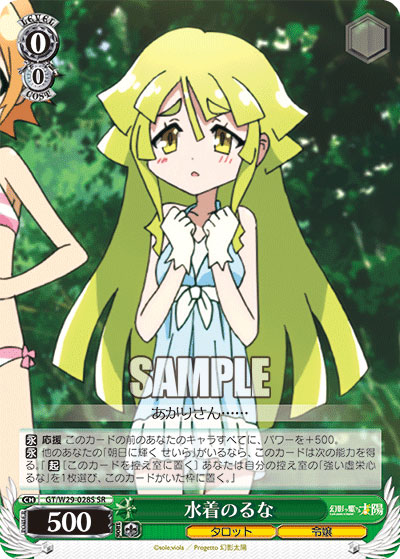 LEVEL
0
0
COST
SAMPLE
あかりさん……
永 応援 このカードの前のあなたのキャラすべてに、パワーを+500。
永 他のあなたの「朝日に輝く せいら」がいるなら、このカードは次の能力を得る。『起［このカードを控え室に置く］あなたは自分の控え室の「強い虚栄心 るな」を1枚選び、このカードがいた枠に置く。』
CH
GT/W29-028S SR
500
水着のるな
幻影ヲ駆ケル太陽
タロット
令嬢
©sole;viola / Progetto 幻影太陽